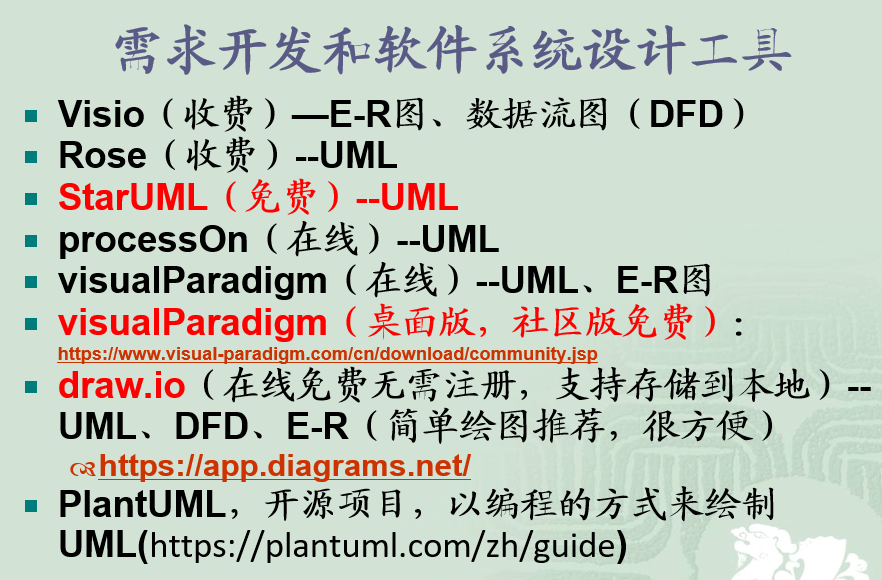 需求开发和软件系统设计工具
Visio（收费）—E-R图、数据流图（DFD）
Rose（收费）--UML
StarUML（免费）--UML
processOn（在线）--UML
visualParadigm（在线）--UML、E-R图
visualParadigm（桌面版，社区版免费）:
https://www.visual-paradigm.com/cn/download/community.jsp
draw.io（在线免费无需注册，支持存储到本地）--
UML、DFD、E-R（简单绘图推荐，很方便）
https://app.diagrams.net/
PlantUML，开源项目，以编程的方式来绘制
UML(https://plantuml.com/zh/guide)